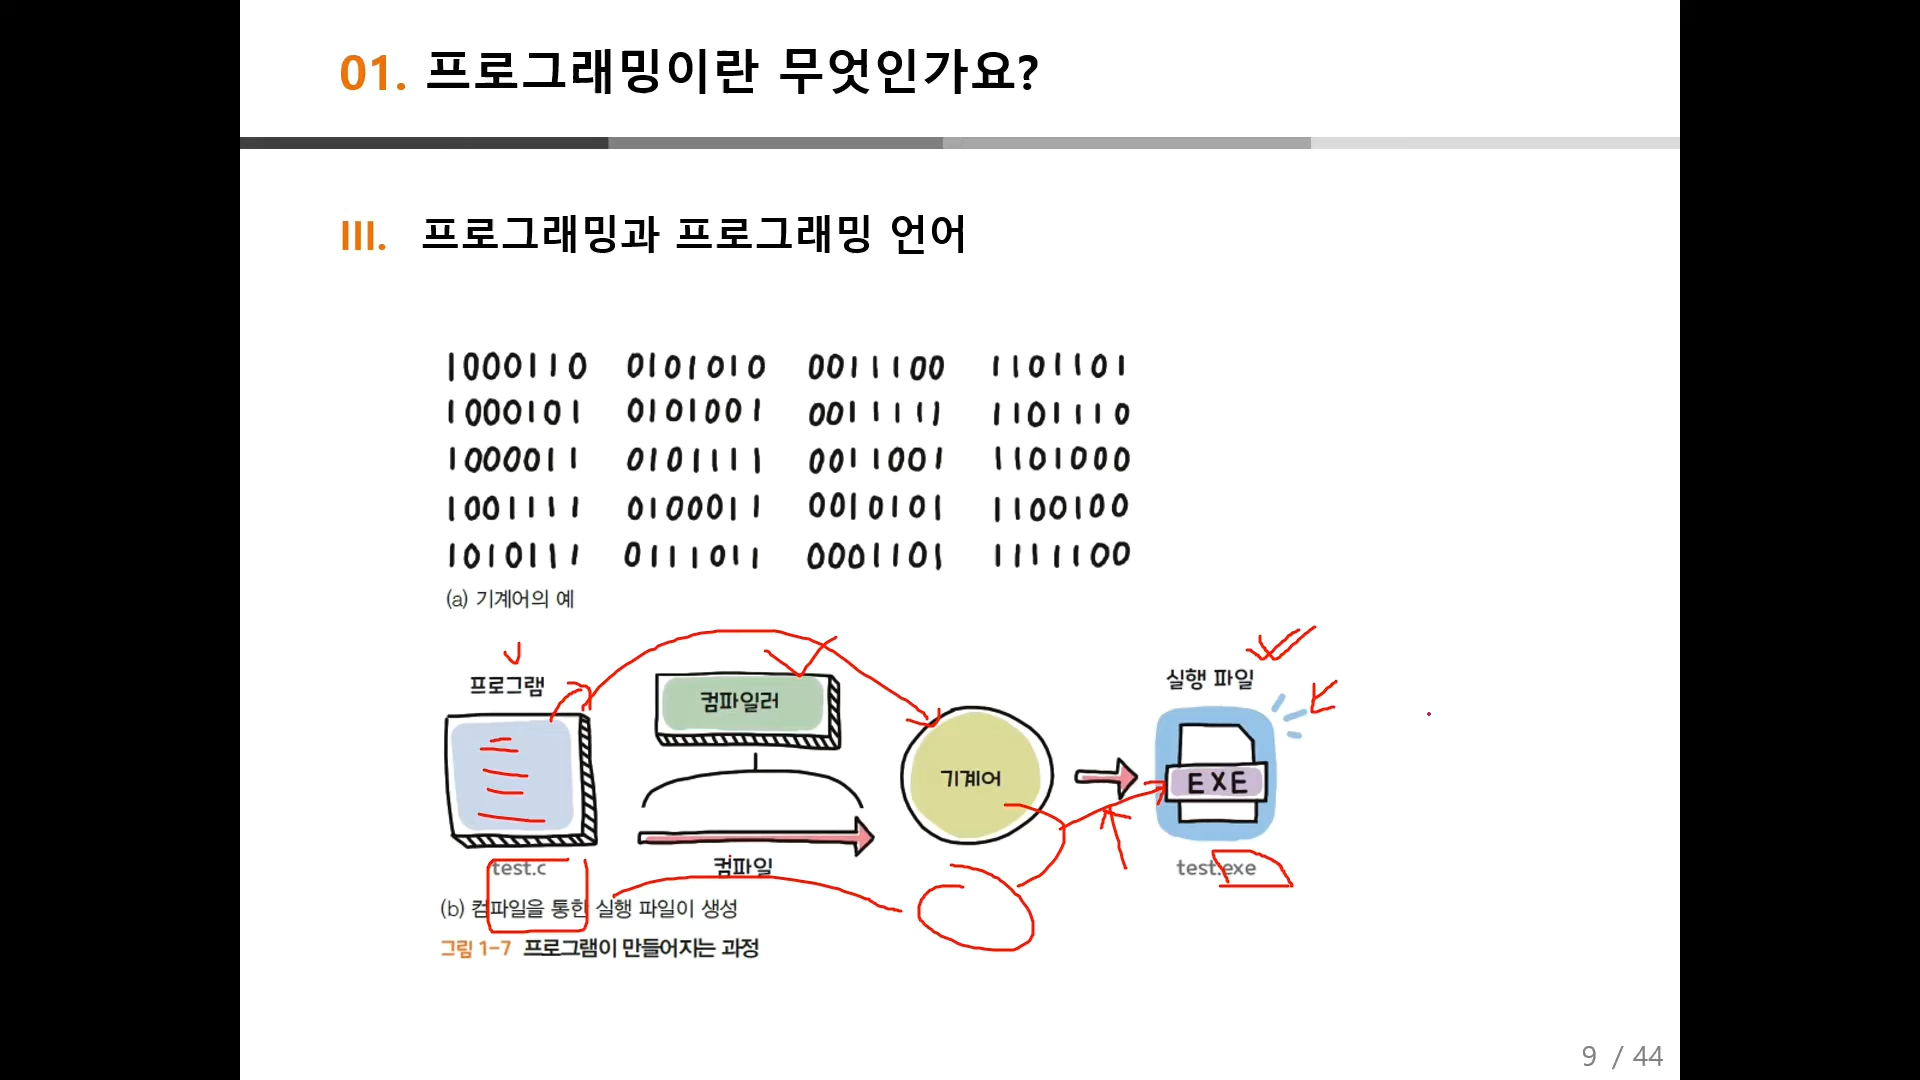 01. 프로그래밍이란 무엇인가요?
III. 프로그래밍과 프로그래밍 언어
1000110 0101010 0011100 1101101
1000101 0101001 0011111 1101110
1000011 0101111 0011001 1101000
1001111 0100011 0010101 1100100
1010111 0111011 0001101 1111100
(a) 기계어의 예
프로그램
컴파일러
기계어
실행 파일
EXE
test.c
컴파일
test.exe
(b) 컴파일을 통한 실행 파일이 생성
그림 1-7 프로그램이 만들어지는 과정
9 / 44